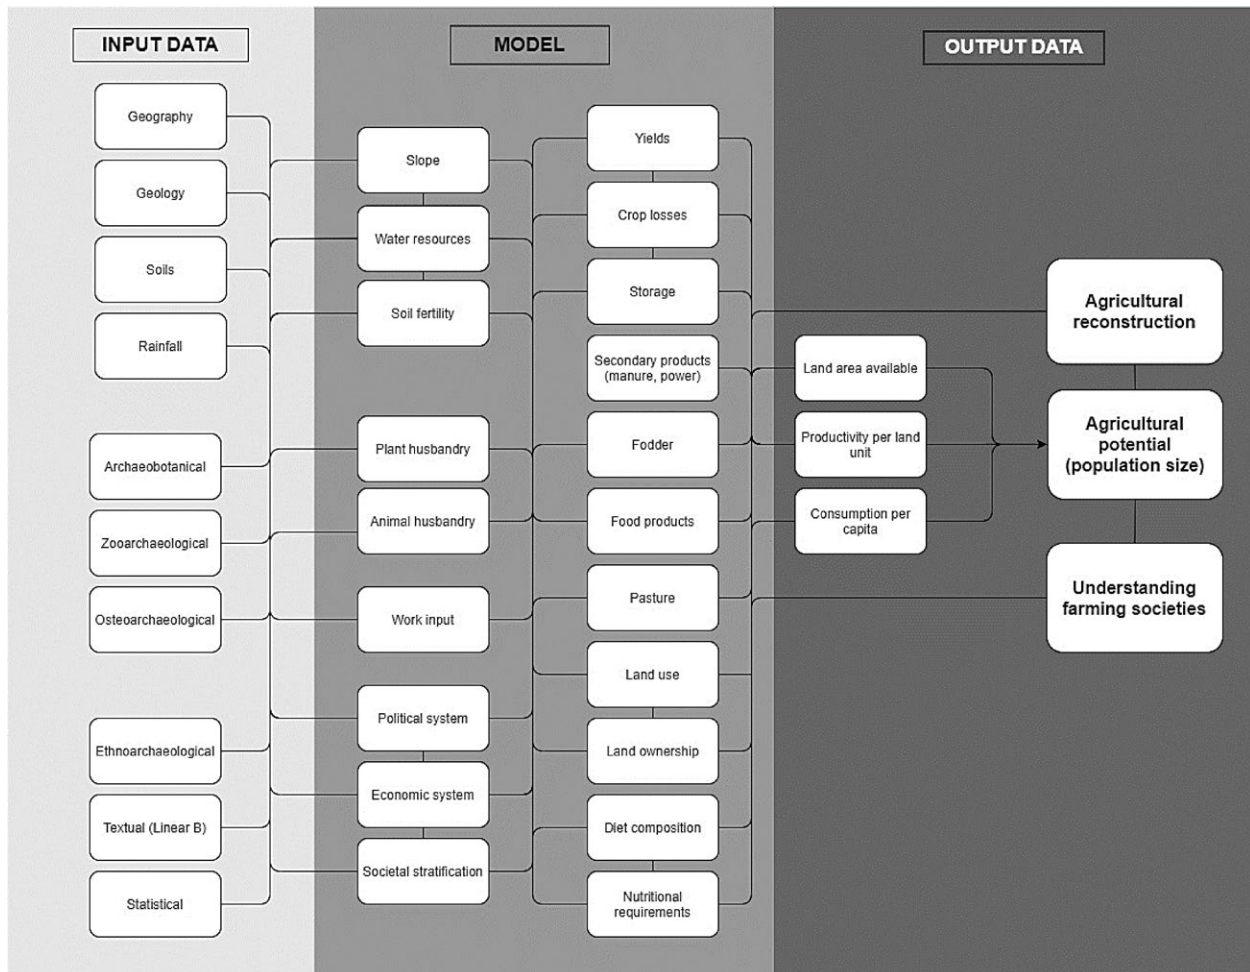 INPUT DATA
Geography
Geology
Soils
Rainfall
Archaeobotanical
Zooarchaeological
Osteoarchaeological
Ethnoarchaeological
Textual (Linear B)
Statistical
MODEL
Slope
Water resources
Soil fertility
Plant husbandry
Animal husbandry
Work input
Political system
Economic system
Societal stratification
Yields
Crop losses
Storage
Secondary products
(manure, power)
Fodder
Food products
Pasture
Land use
Land ownership
Diet composition
Nutritional
requirements
OUTPUT DATA
Land area available
Productivity per land
unit
Consumption per
capita
Agricultural
reconstruction
Agricultural
potential
(population size)
Understanding
farming societies